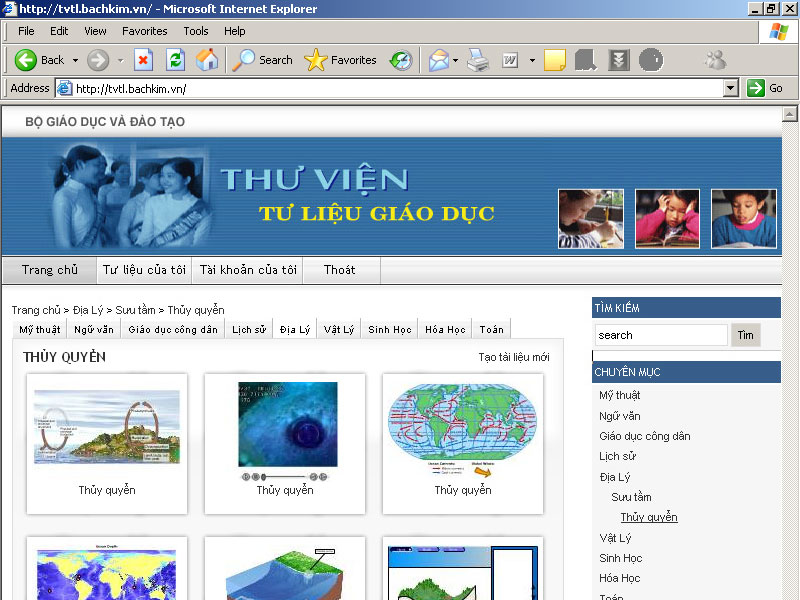 http://tvtl.bachkim.vn/ - Microsoft Internet Explorer
File Edit View Favorites Tools Help
Back Search Favorites
Address http://tvtl.bachkim.vn/ Go
BỘ GIÁO DỤC VÀ ĐÀO TẠO
THƯ VIỆN
TƯ LIỆU GIÁO DỤC
Trang chủ Tư liệu của tôi Tài khoản của tôi Thoát
Trang chủ > Địa Lý > Sưu tầm > Thủy quyển
Mỹ thuật Ngữ văn Giáo dục công dân Lịch sử Địa Lý Vật Lý Sinh Học Hóa Học Toán
THỦY QUYỂN Tạo tài liệu mới
Thủy quyển Thủy quyển Thủy quyển
TÌM KIẾM
search Tìm
CHUYÊN MỤC
Mỹ thuật
Ngữ văn
Giáo dục công dân
Lịch sử
Địa Lý
Sưu tầm
Thủy quyển
Vật Lý
Sinh Học
Hóa Học
Toán